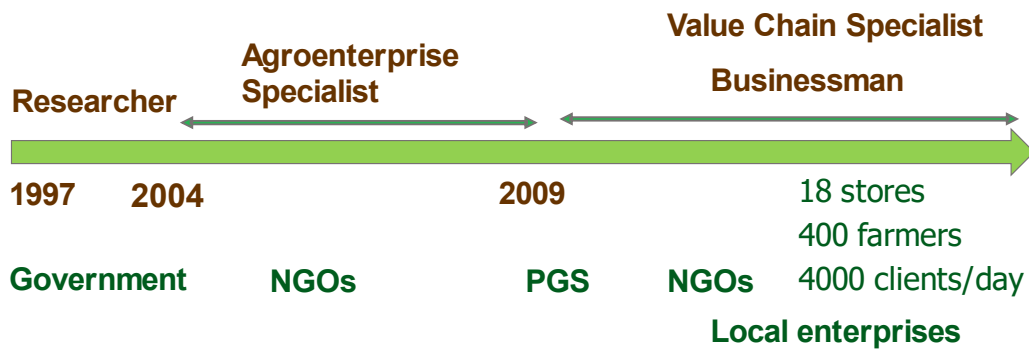 Value Chain Specialist
Agroenterprise
Specialist
Businessman
Researcher
1997
2004
2009
18 stores
400 farmers
4000 clients/day
Government
NGOs
PGS
NGOs
Local enterprises